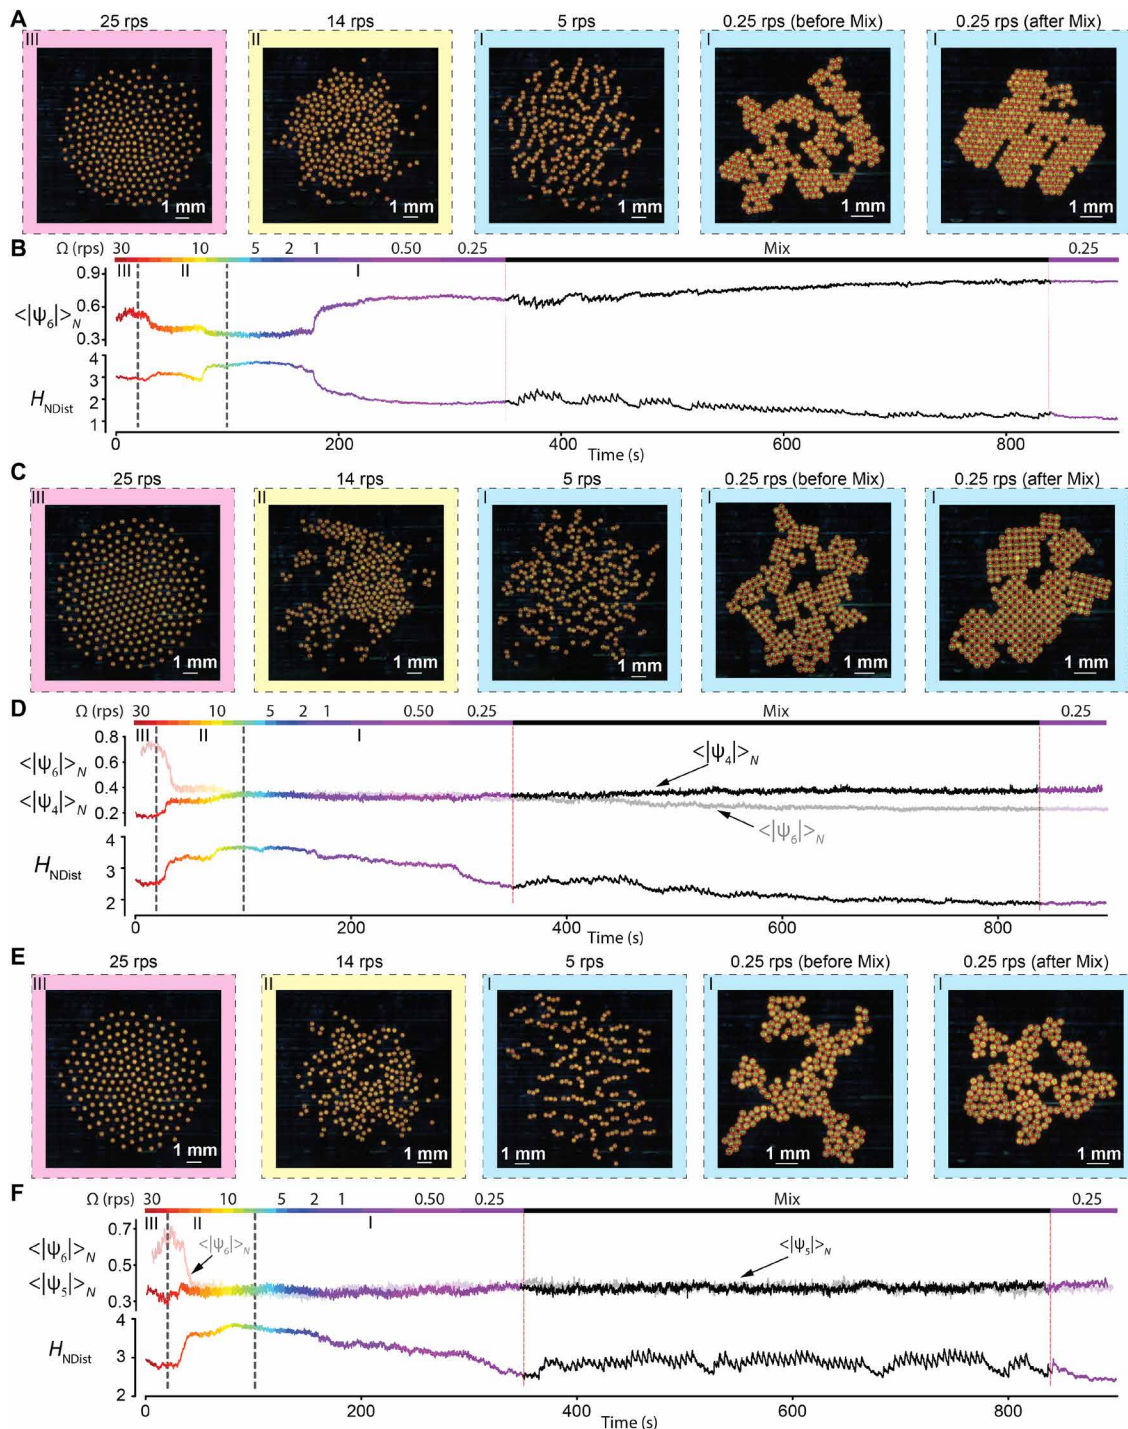 A
25 rps 14 rps 5 rps 0.25 rps (before Mix) 0.25 rps (after Mix)
III II I I I
1 mm 1 mm 1 mm 1 mm 1 mm
B
Ω (rps) 30 10 5 2 1 0.50 0.25 Mix 0.25
III II I
<|ψ₆|>N
0.9
0.6
0.3
HNDist
4
3
2
1
0 200 400 600 800
Time (s)
C
25 rps 14 rps 5 rps 0.25 rps (before Mix) 0.25 rps (after Mix)
III II I I I
1 mm 1 mm 1 mm 1 mm 1 mm
D
Ω (rps) 30 10 5 2 1 0.50 0.25 Mix 0.25
III II I
<|ψ₆|>N
<|ψ₄|>N
0.8
0.4
0.2
<|ψ₄|>N
<|ψ₆|>N
HNDist
4
3
2
0 200 400 600 800
Time (s)
E
25 rps 14 rps 5 rps 0.25 rps (before Mix) 0.25 rps (after Mix)
III II I I I
1 mm 1 mm 1 mm 1 mm 1 mm
F
Ω (rps) 30 10 5 2 1 0.50 0.25 Mix 0.25
III II I
<|ψ₆|>N
<|ψ₅|>N
0.7
0.5
0.3
<|ψ₆|>N
<|ψ₅|>N
HNDist
4
3
2
0 200 400 600 800
Time (s)